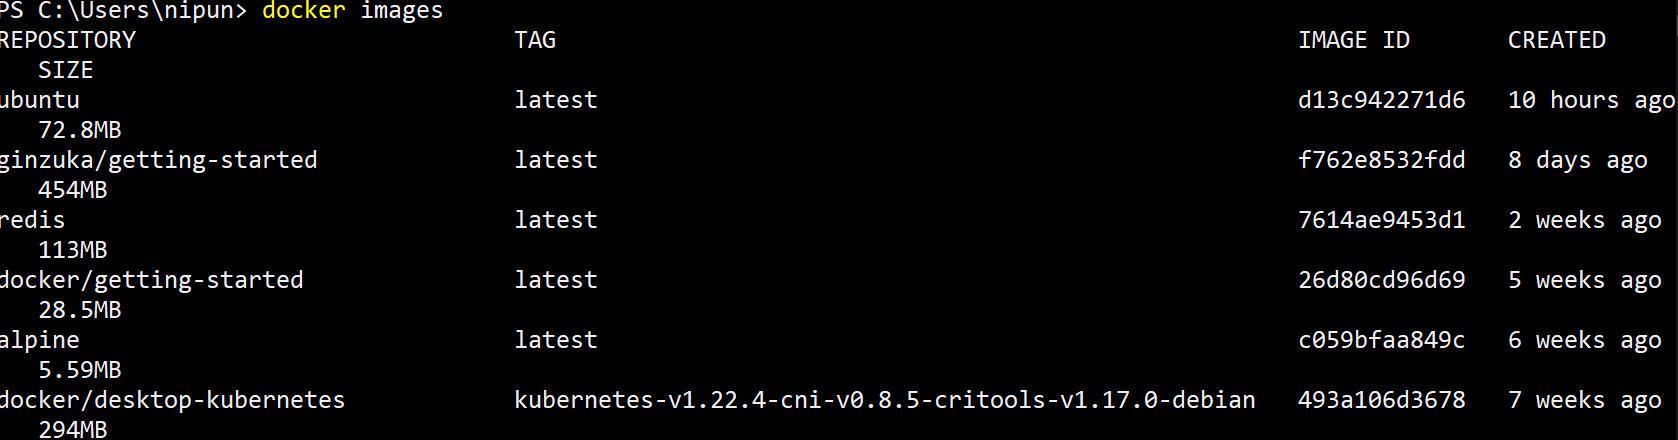 PS C:\Users\nipun> docker images
REPOSITORY TAG IMAGE ID CREATED
SIZE
ubuntu latest d13c942271d6 10 hours ago
72.8MB
ginzuka/getting-started latest f762e8532fdd 8 days ago
454MB
redis latest 7614ae9453d1 2 weeks ago
113MB
docker/getting-started latest 26d80cd96d69 5 weeks ago
28.5MB
alpine latest c059bfaa849c 6 weeks ago
5.59MB
docker/desktop-kubernetes kubernetes-v1.22.4-cni-v0.8.5-critools-v1.17.0-debian 493a106d3678 7 weeks ago
294MB